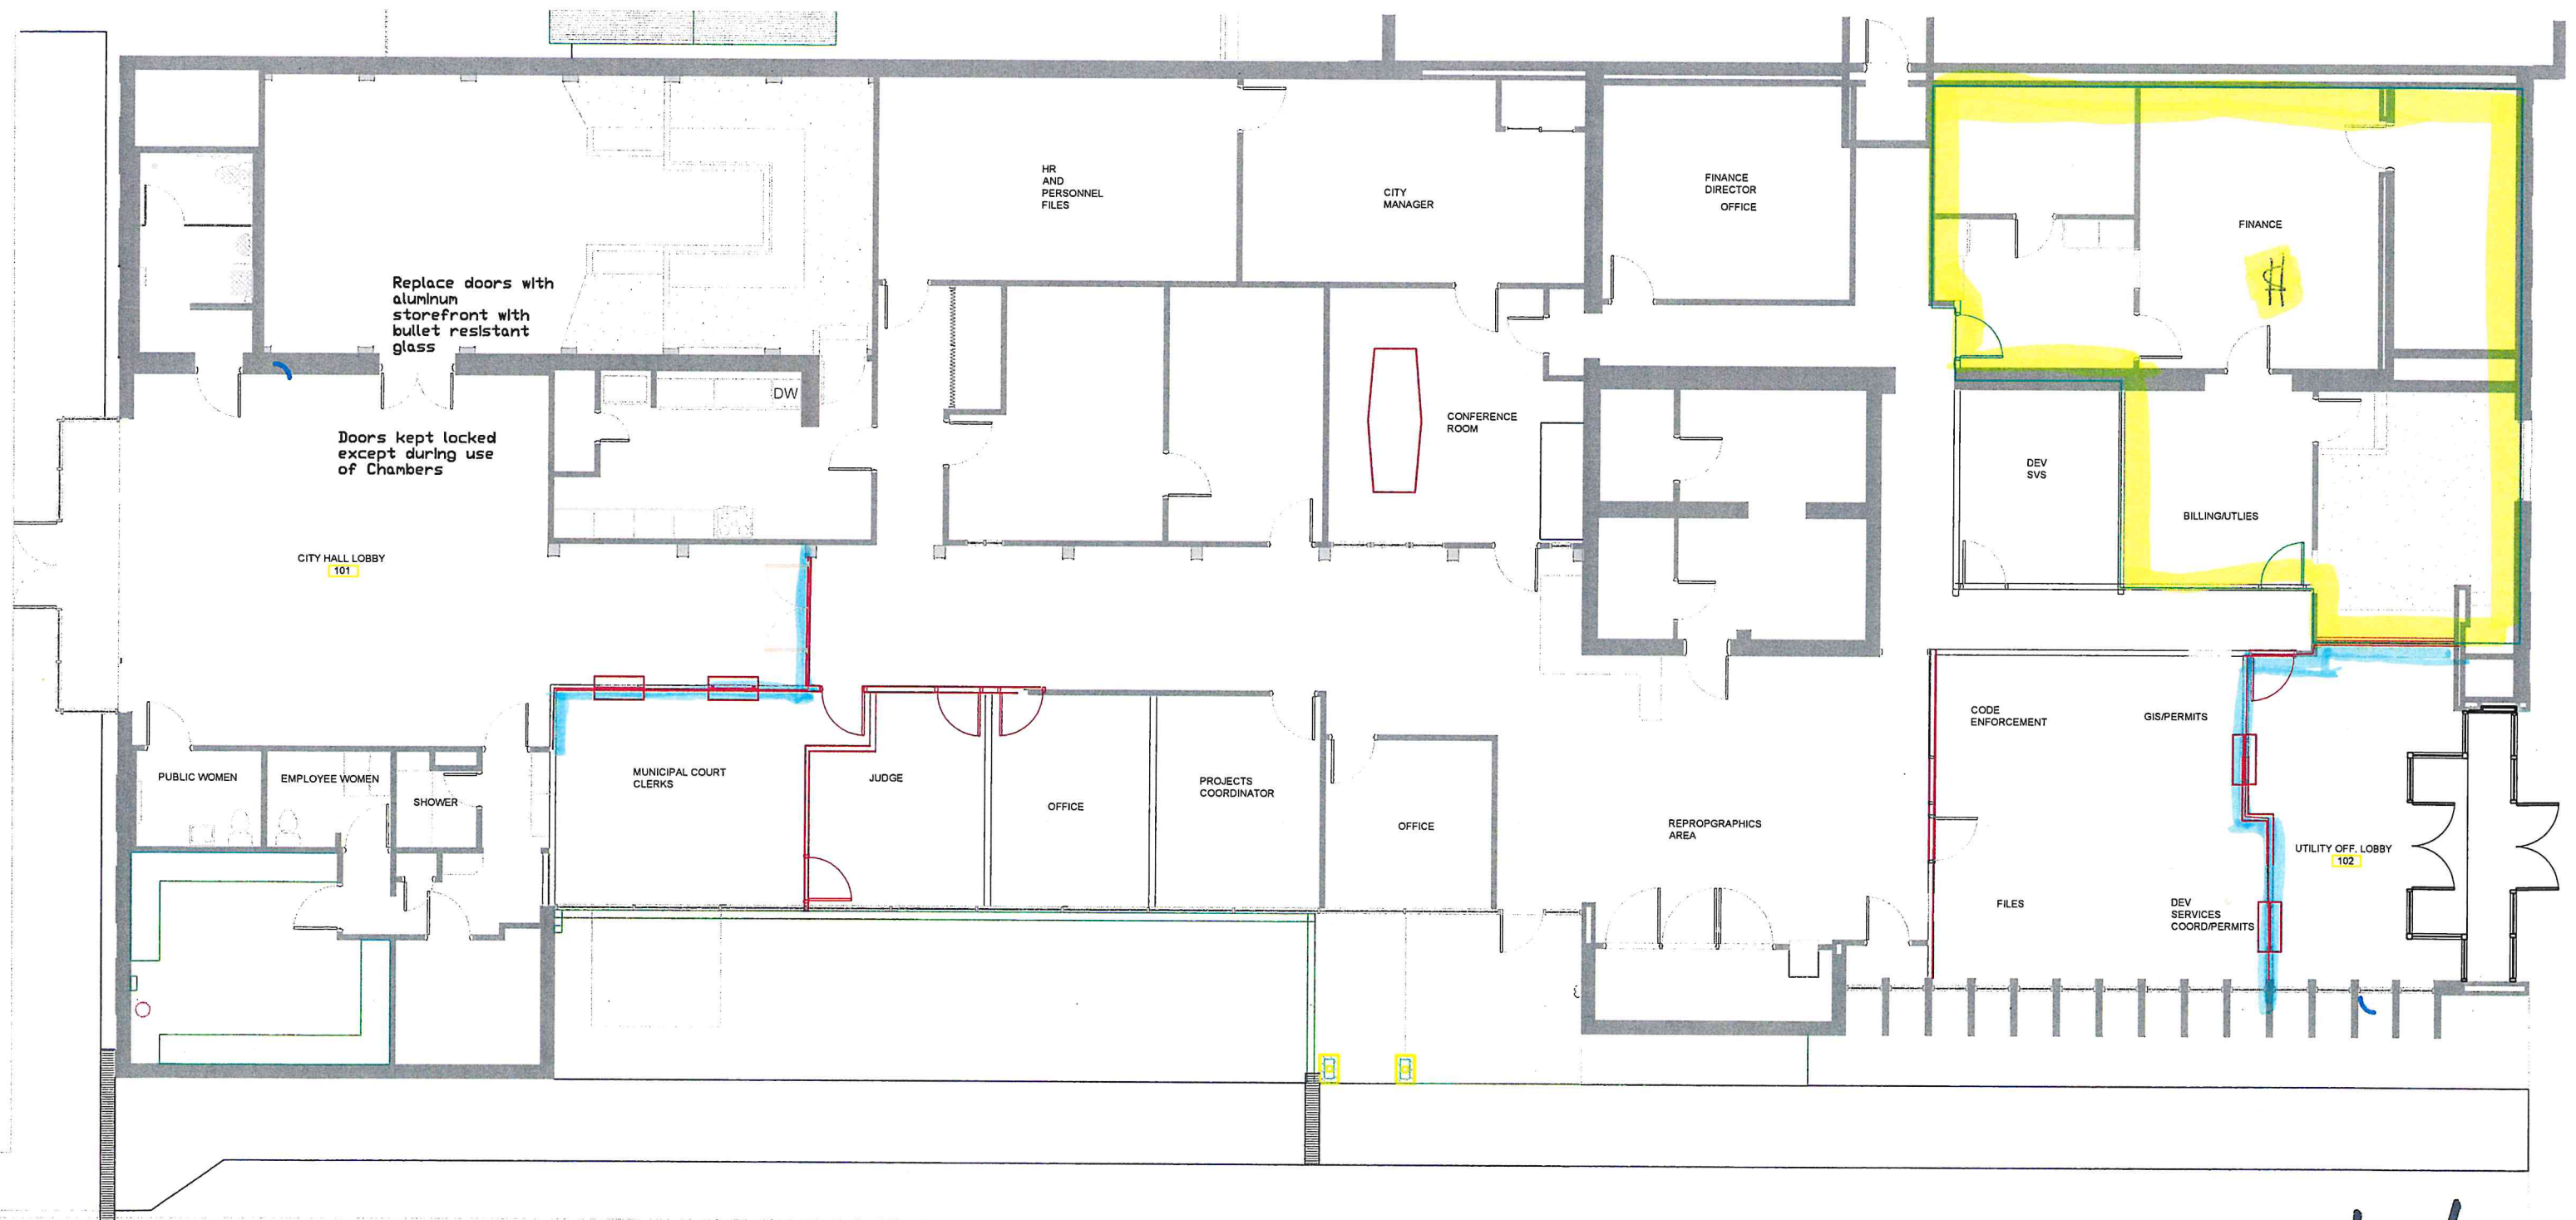 HR
AND
PERSONNEL
FILES
CITY
MANAGER
FINANCE
DIRECTOR
OFFICE
FINANCE
$
Replace doors with
aluminum
storefront with
bullet resistant
glass
DW
Doors kept locked
except during use
of Chambers
CONFERENCE
ROOM
DEV
SVS
BILLING/UTLIES
CITY HALL LOBBY
101
CODE
ENFORCEMENT
GIS/PERMITS
PUBLIC WOMEN
EMPLOYEE WOMEN
SHOWER
MUNICIPAL COURT
CLERKS
JUDGE
OFFICE
PROJECTS
COORDINATOR
OFFICE
REPROPGRAPHICS
AREA
UTILITY OFF. LOBBY
102
FILES
DEV
SERVICES
COORD/PERMITS